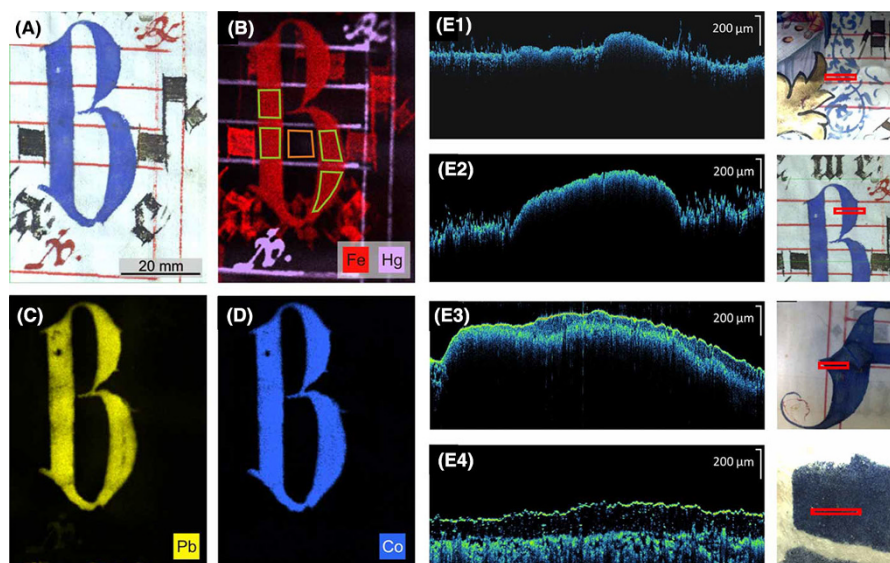 (A)
20 mm
(B)
Fe
Hg
(C)
Pb
(D)
Co
(E1)
200 µm
(E2)
200 µm
(E3)
200 µm
(E4)
200 µm